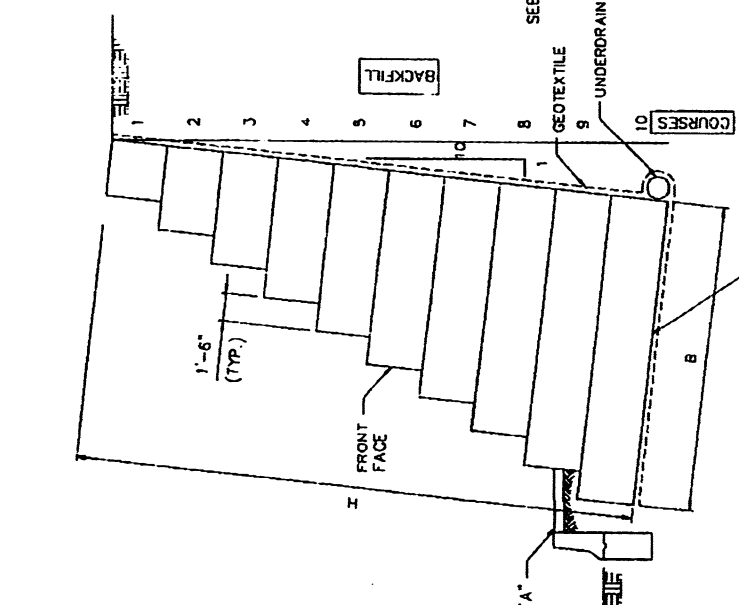 SEE
BACKFILL
1
2
3
4
5
6
7
8
9
10
COURSES
GEOTEXTILE
UNDERDRAIN
10
1
1'-6"
(TYP.)
FRONT
FACE
H
B
"A"